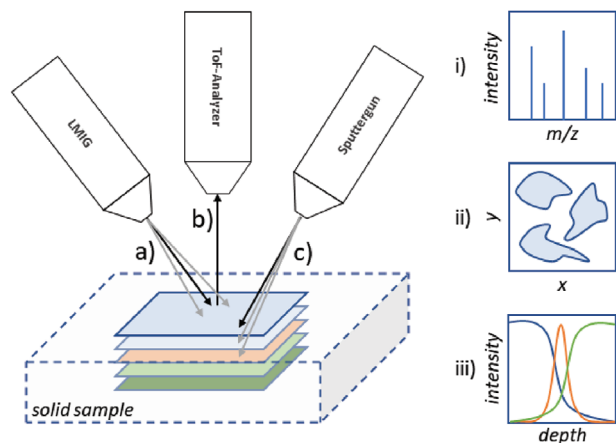 LMIG
ToF-Analyzer
Sputtergun
a)
b)
c)
solid sample
i)
intensity
m/z
ii)
y
x
iii)
intensity
depth